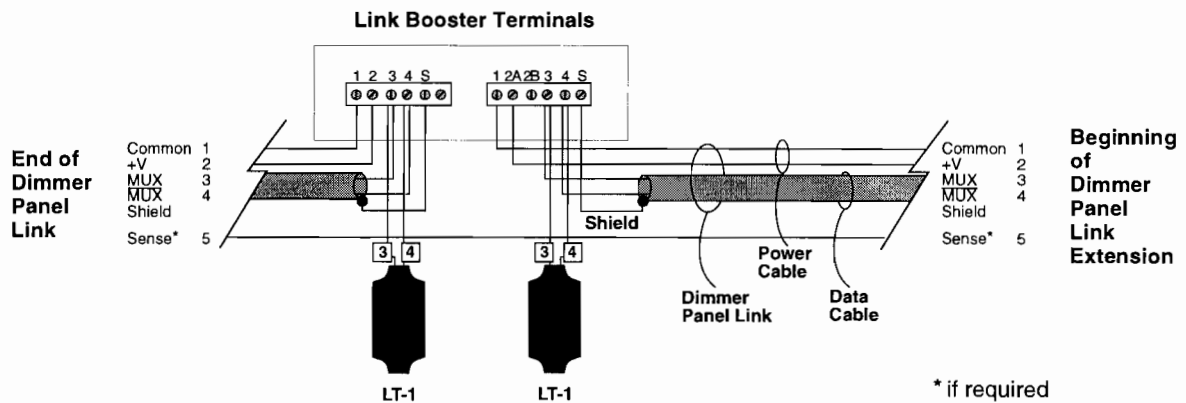 Link Booster Terminals
1 2 3 4 S
1 2A 2B 3 4 S
End of
Dimmer
Panel
Link
Common 1
+V 2
MUX 3
MUX 4
Shield
Sense* 5
Shield
Common 1
+V 2
MUX 3
MUX 4
Shield
Sense* 5
Beginning
of
Dimmer
Panel
Link
Extension
3 4
3 4
Power
Cable
Dimmer
Panel Link
Data
Cable
LT-1
LT-1
* if required